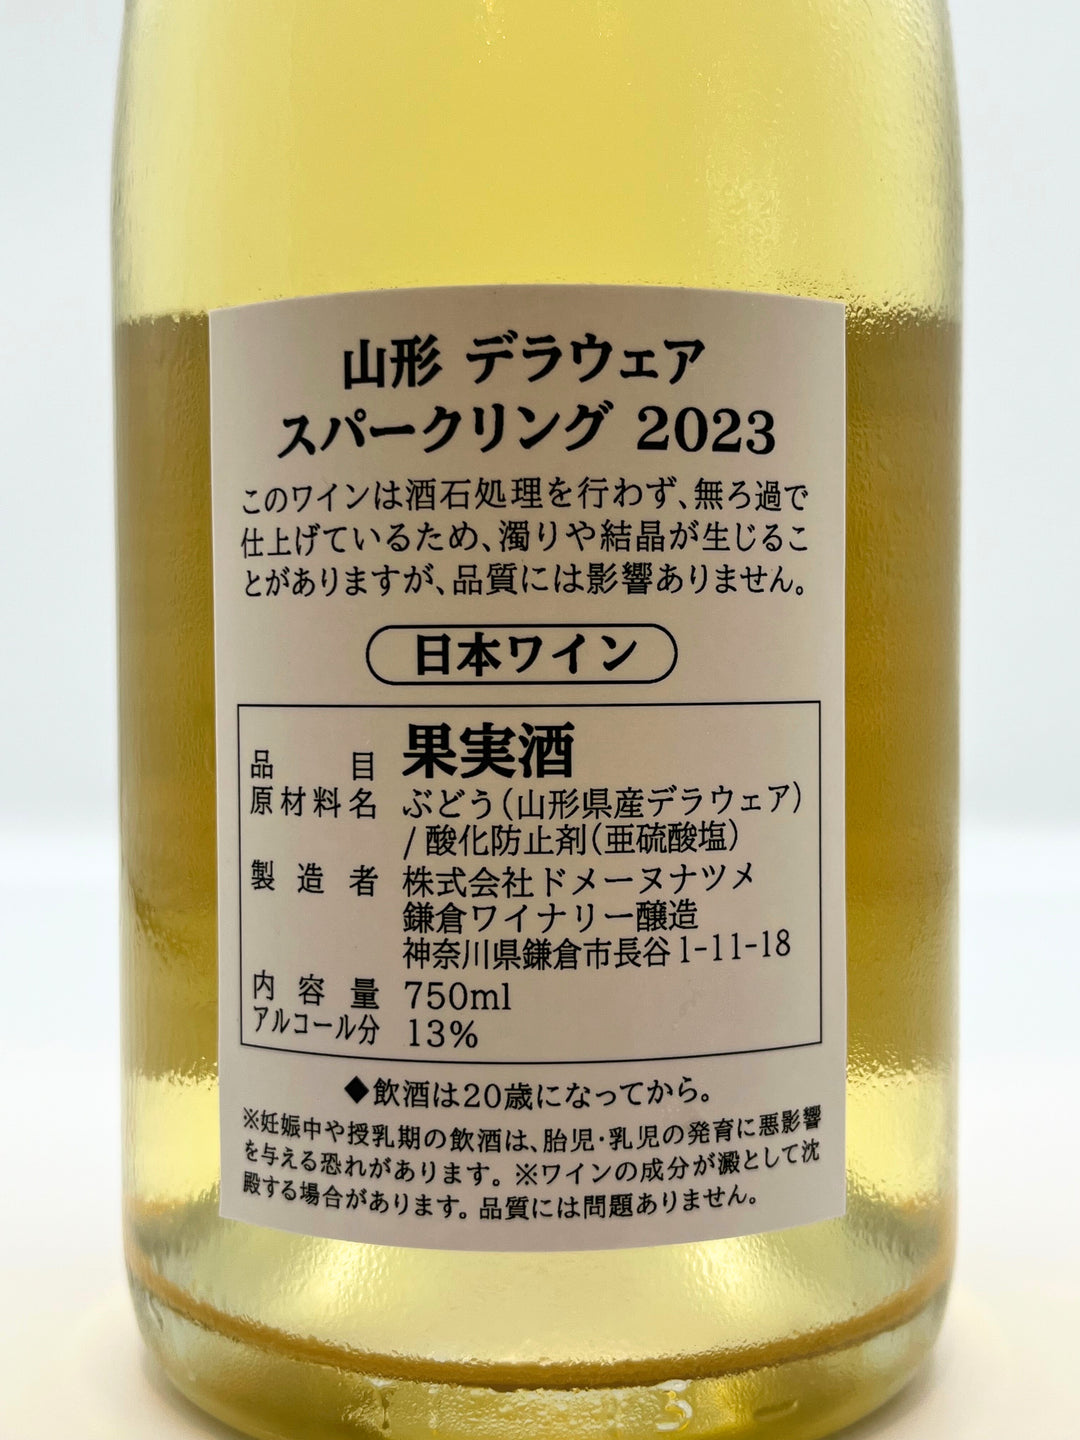 山形 デラウェア
スパークリング 2023
このワインは酒石処理を行わず、無ろ過で
仕上げているため、濁りや結晶が生じるこ
とがありますが、品質には影響ありません。
日本ワイン
品目 果実酒
原材料名 ぶどう(山形県産デラウェア)
/ 酸化防止剤(亜硫酸塩)
製造者 株式会社ドメーヌナツメ
鎌倉ワイナリー醸造
神奈川県鎌倉市長谷1-11-18
内容量 750ml
アルコール分 13%
◆飲酒は20歳になってから。
※妊娠中や授乳期の飲酒は、胎児・乳児の発育に悪影響
を与える恐れがあります。※ワインの成分が澱として沈
殿する場合があります。品質には問題ありません。